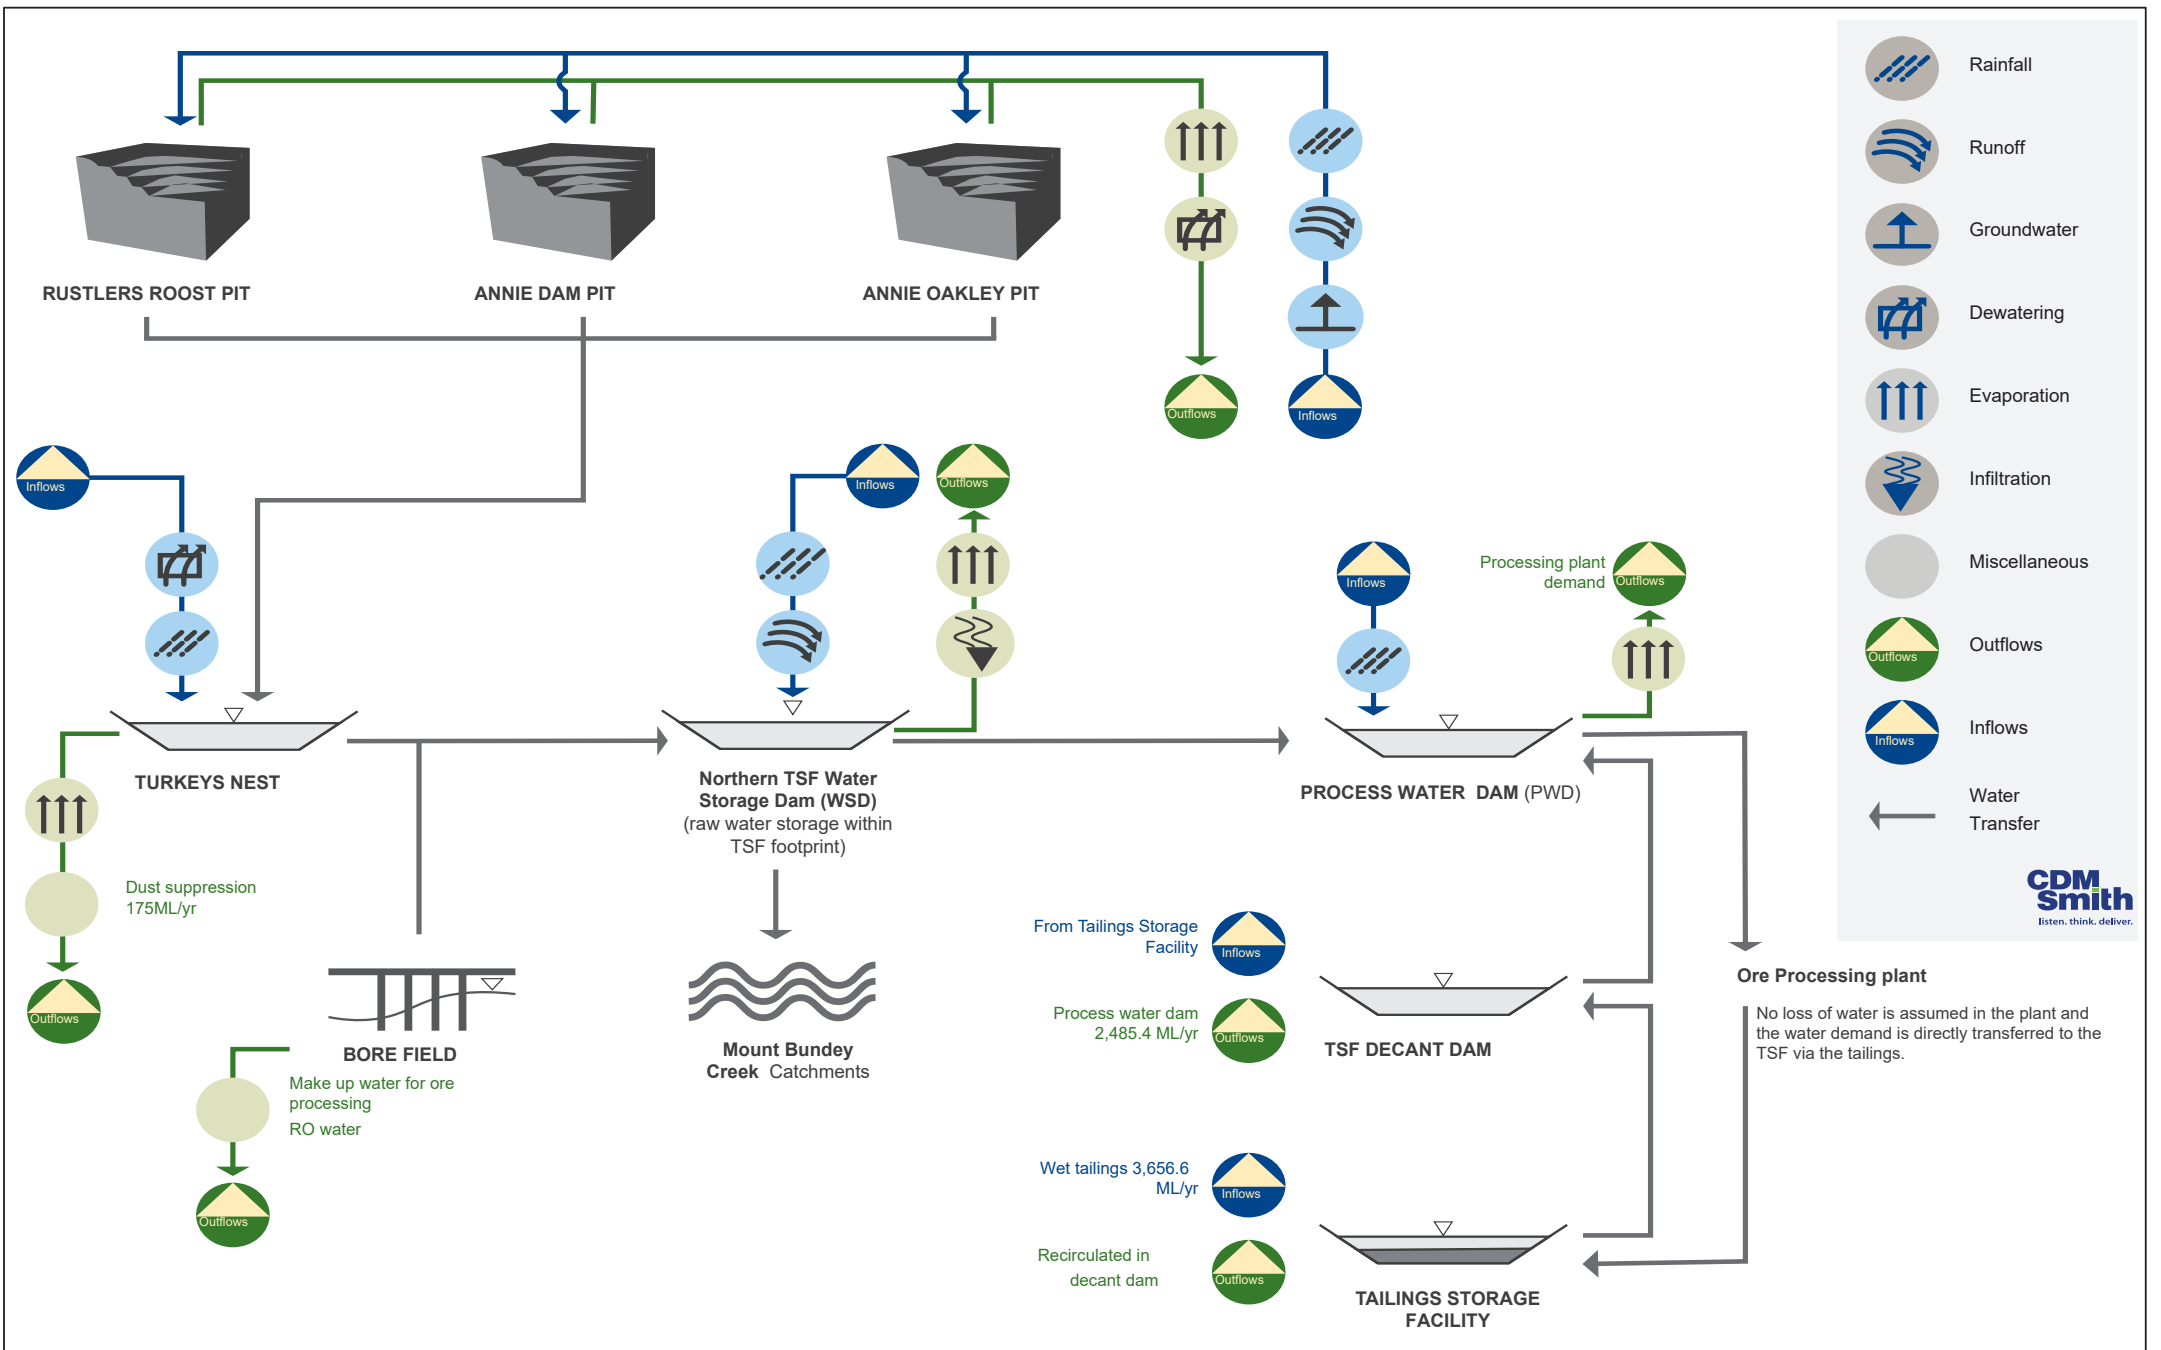 RUSTLERS ROOST PIT
ANNIE DAM PIT
ANNIE OAKLEY PIT
Outflows
Inflows
Inflows
Inflows
Outflows
Inflows
Processing plant
demand
Outflows
TURKEYS NEST
Northern TSF Water
Storage Dam (WSD)
(raw water storage within
TSF footprint)
PROCESS WATER DAM (PWD)
Dust suppression
175ML/yr
Outflows
BORE FIELD
Make up water for ore
processing
RO water
Outflows
Mount Bundey
Creek Catchments
From Tailings Storage
Facility
Inflows
Process water dam
2,485.4 ML/yr
Outflows
TSF DECANT DAM
Ore Processing plant
No loss of water is assumed in the plant and
the water demand is directly transferred to the
TSF via the tailings.
Wet tailings 3,656.6
ML/yr
Inflows
Recirculated in
decant dam
Outflows
TAILINGS STORAGE
FACILITY
Rainfall
Runoff
Groundwater
Dewatering
Evaporation
Infiltration
Miscellaneous
Outflows
Outflows
Inflows
Inflows
Water
Transfer
CDM
Smith
listen. think. deliver.